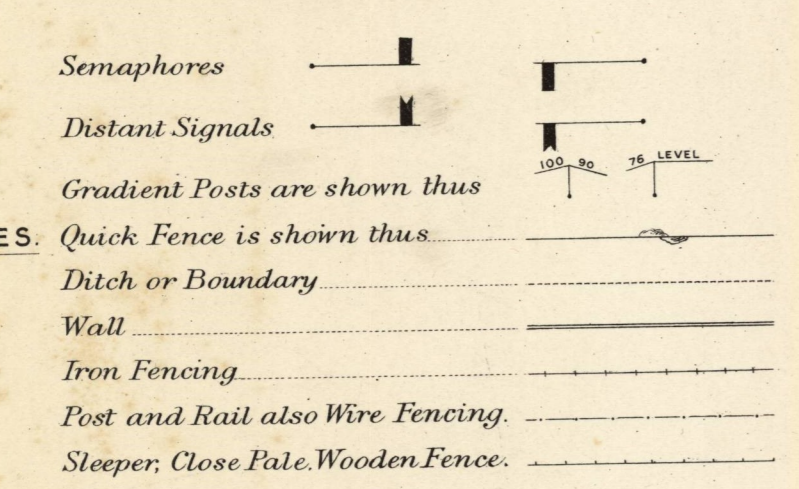 Semaphores
Distant Signals
100 90 76 LEVEL
Gradient Posts are shown thus
ES. Quick Fence is shown thus
Ditch or Boundary
Wall
Iron Fencing
Post and Rail also Wire Fencing.
Sleeper, Close Pale. Wooden Fence.